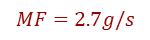 MF = 2.7g/s